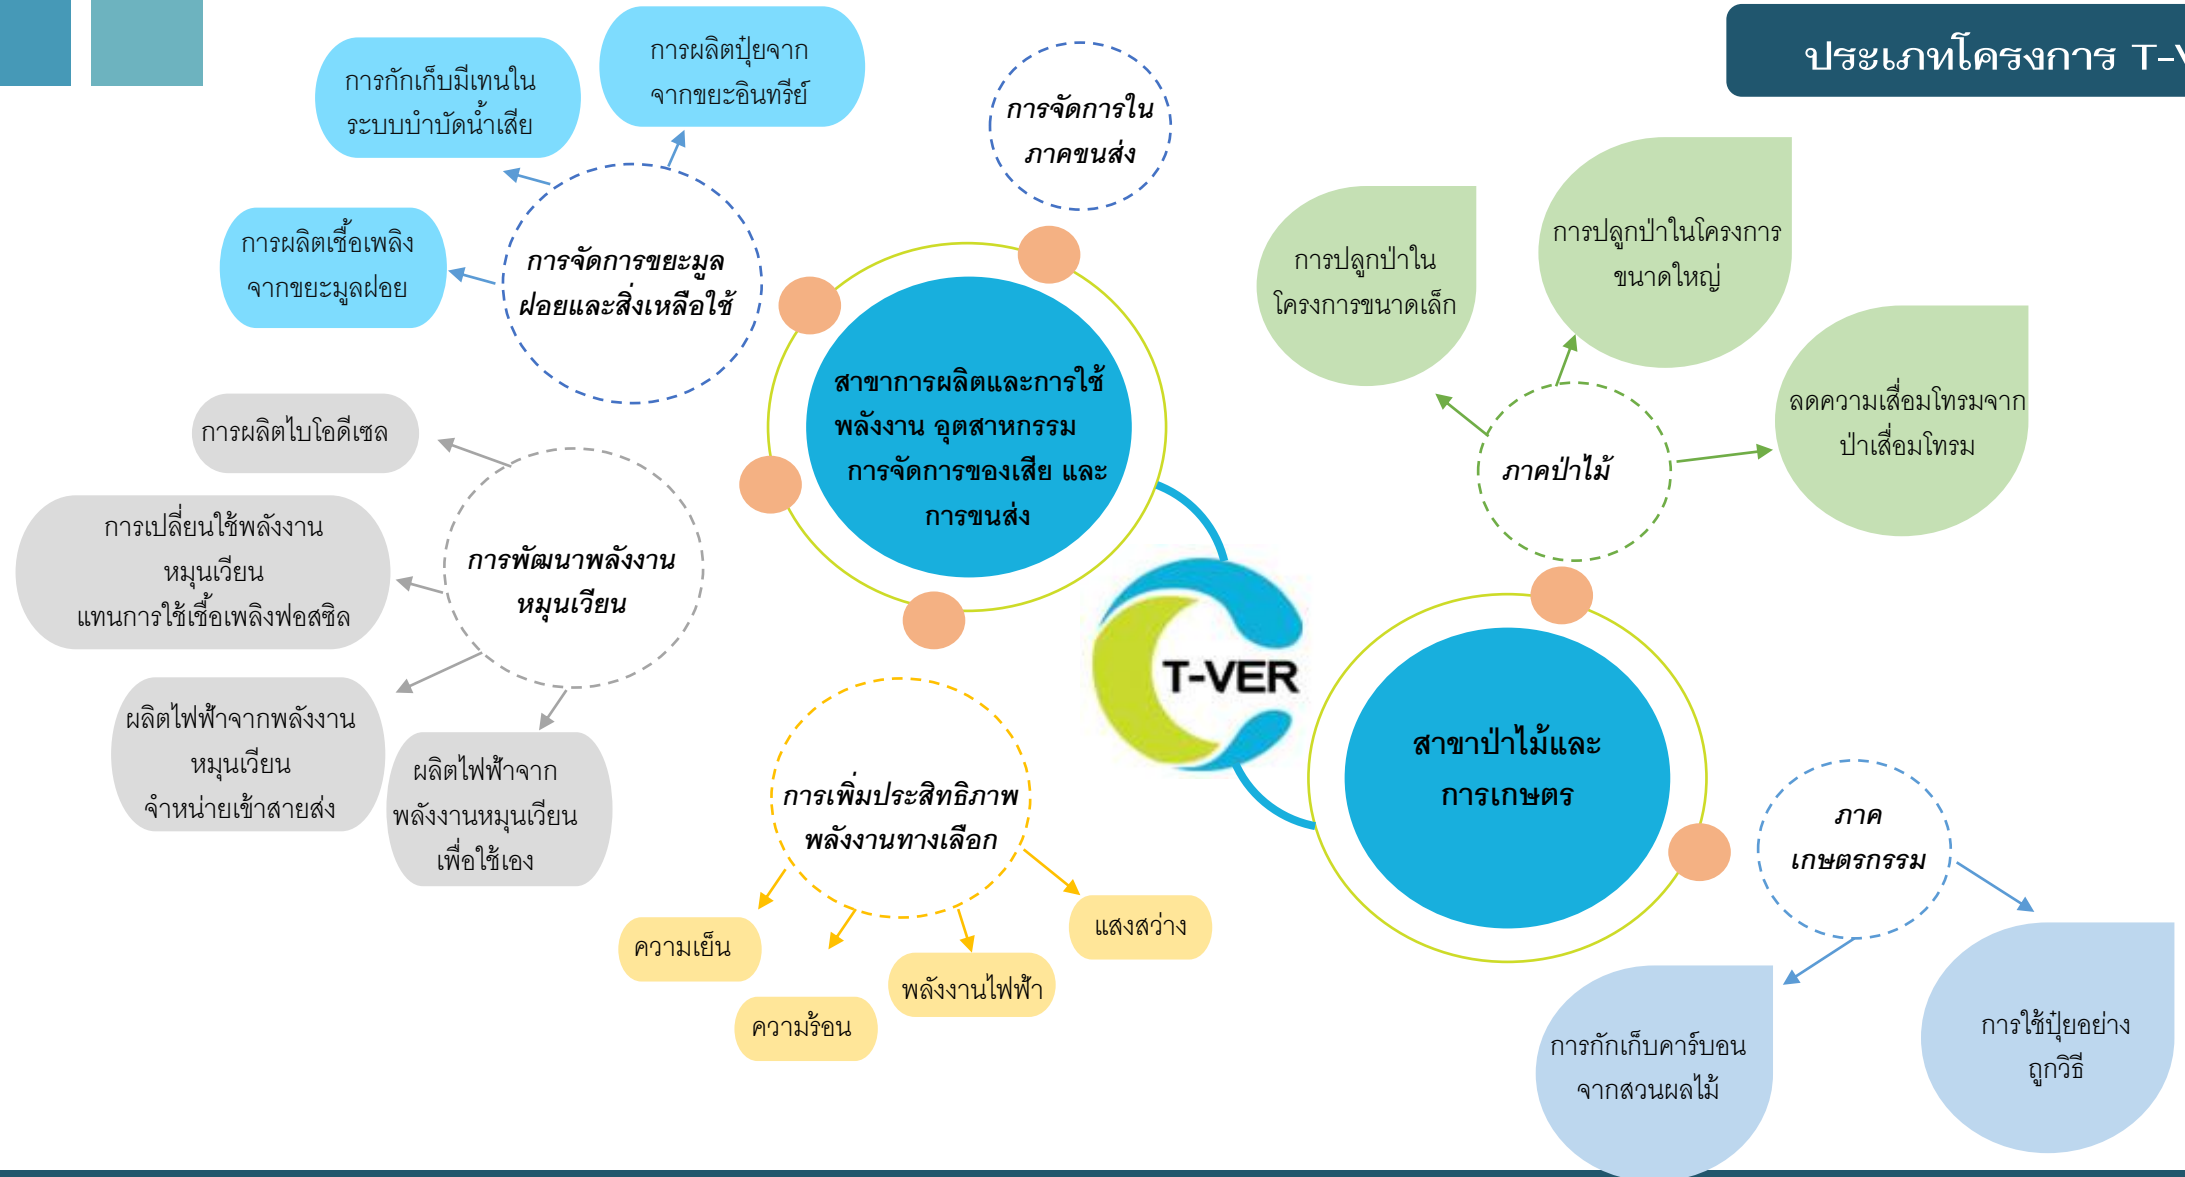 ประเภทโครงการ T-V
การกักเก็บมีเทนใน
ระบบบำบัดน้ำเสีย
การผลิตปุ๋ยจาก
จากขยะอินทรีย์
การจัดการใน
ภาคขนส่ง
การผลิตเชื้อเพลิง
จากขยะมูลฝอย
การจัดการขยะมูล
ฝอยและสิ่งเหลือใช้
การปลูกป่าใน
โครงการขนาดเล็ก
การปลูกป่าในโครงการ
ขนาดใหญ่
ลดความเสื่อมโทรมจาก
ป่าเสื่อมโทรม
ภาคป่าไม้
สาขาการผลิตและการใช้
พลังงาน อุตสาหกรรม
การจัดการของเสีย และ
การขนส่ง
การผลิตไบโอดีเซล
การเปลี่ยนใช้พลังงาน
หมุนเวียน
แทนการใช้เชื้อเพลิงฟอสซิล
การพัฒนาพลังงาน
หมุนเวียน
ผลิตไฟฟ้าจากพลังงาน
หมุนเวียน
จำหน่ายเข้าสายส่ง
ผลิตไฟฟ้าจาก
พลังงานหมุนเวียน
เพื่อใช้เอง
T-VER
สาขาป่าไม้และ
การเกษตร
การเพิ่มประสิทธิภาพ
พลังงานทางเลือก
ความเย็น
ความร้อน
พลังงานไฟฟ้า
แสงสว่าง
ภาค
เกษตรกรรม
การกักเก็บคาร์บอน
จากสวนผลไม้
การใช้ปุ๋ยอย่าง
ถูกวิธี